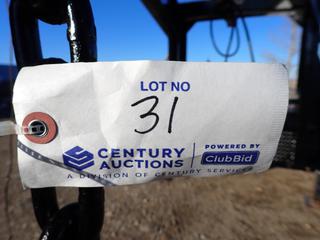 LOT NO
31
CENTURY AUCTIONS
POWERED BY
ClubBid
A DIVISION OF CENTURY SERVICES